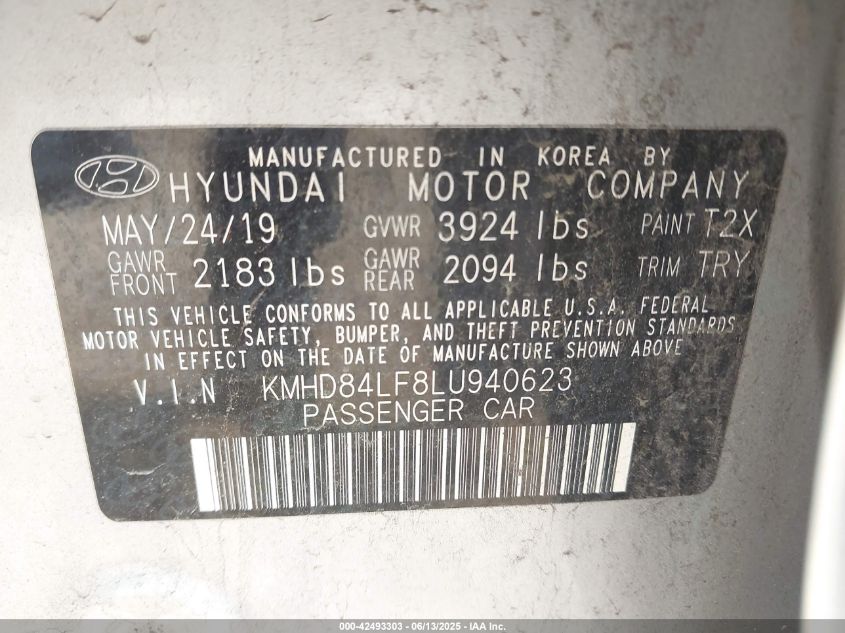 MANUFACTURED IN KOREA BY
HYUNDAI MOTOR COMPANY
MAY/24/19 GVWR 3924 lbs PAINT T2X
GAWR FRONT 2183 lbs GAWR REAR 2094 lbs TRIM TRY
THIS VEHICLE CONFORMS TO ALL APPLICABLE U.S.A. FEDERAL
MOTOR VEHICLE SAFETY, BUMPER, AND THEFT PREVENTION STANDARDS
IN EFFECT ON THE DATE OF MANUFACTURE SHOWN ABOVE
V.I.N KMHD84LF8LU940623
PASSENGER CAR
000-42493303 - 06/13/2025 - IAA Inc.